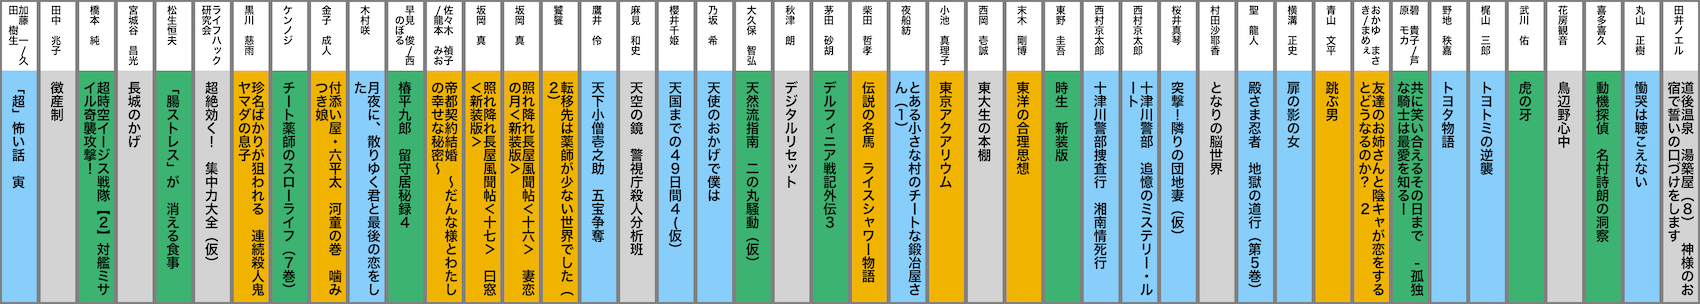 田井ノエル
道後温泉　湯築屋（８）　神様のお
宿で誓いの口づけをします
丸山　正樹
慟哭は聴こえない
喜多喜久
動機探偵　名村詩朗の洞察
花房観音
鳥辺野心中
武川　佑
虎の牙
梶山　三郎
トヨトミの逆襲
野地　秩嘉
トヨタ物語
碧　貴子/芦
原　モカ
共に笑い合えるその日まで　-孤独
な騎士は最愛を知るー
おかゆ　まさ
き/まめぇ
友達のお姉さんと陰キャが恋をする
とどうなるのか？　２
青山　文平
跳ぶ男
横溝　正史
扉の影の女
聖　龍人
殿さま忍者　地獄の道行（第５巻）
村田沙耶香
となりの脳世界
桜井真琴
突撃！隣りの団地妻（仮）
西村京太郎
十津川警部　追憶のミステリー・ル
ート
西村京太郎
十津川警部捜査行　湘南情死行
東野　圭吾
時生　新装版
末木　剛博
東洋の合理思想
西岡　壱誠
東大生の本棚
小池　真理子
東京アクアリウム
夜船紡
とある小さな村のチートな鍛冶屋さ
ん（１）
柴田　哲孝
伝説の名馬　ライスシャワー物語
茅田　砂胡
デルフィニア戦記外伝３
秋津　朗
デジタルリセット
大久保　智弘
天然流指南　二の丸騒動（仮）
乃坂　希
天使のおかげで僕は
櫻井千姫
天国までの４９日間４(仮)
麻見　和史
天空の鏡　警視庁殺人分析班
鷹井　伶
天下小僧壱之助　五宝争奪
饕餮
転移先は薬師が少ない世界でした（
２）
坂岡　真
照れ降れ長屋風聞帖＜十六＞　妻恋
の月＜新装版＞
坂岡　真
照れ降れ長屋風聞帖＜十七＞　日窓
＜新装版＞
佐々木　禎子
/龍本　みお
帝都契約結婚　～だんな様とわたし
の幸せな秘密～
早見　俊/西
のぼる
椿平九郎　留守居秘録４
木村咲
月夜に、散りゆく君と最後の恋をし
た
金子　成人
付添い屋・六平太　河童の巻　噛み
つき娘
ケンノジ
チート薬師のスローライフ（７巻）
黒川　慈雨
珍名ばかりが狙われる　連続殺人鬼
ヤマダの息子
ライフハック
研究会
超絶効く！　集中力大全（仮）
松生恒夫
「腸ストレス」が　消える食事
宮城谷　昌光
長城のかげ
橋本　純
超時空イージス戦隊【２】対艦ミサ
イル奇襲攻撃！
田中　兆子
徴産制
加藤　一/久
田　樹生
「超」怖い話　寅